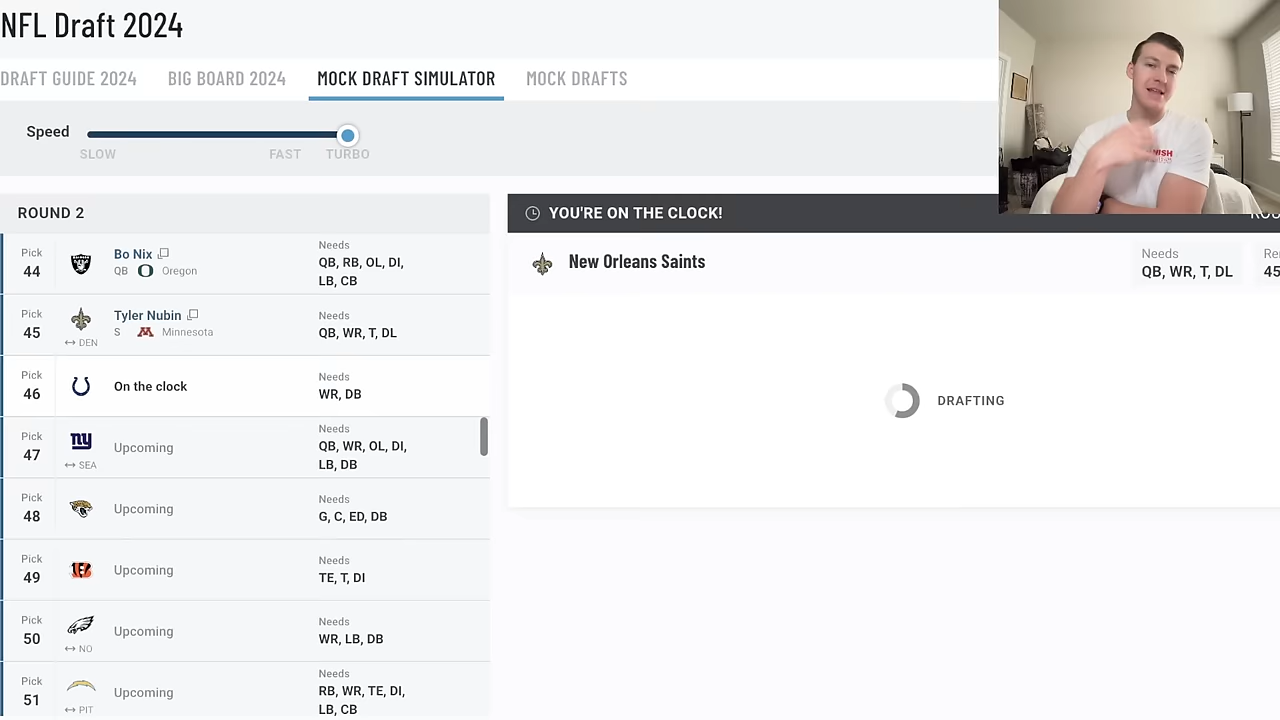 NFL Draft 2024
DRAFT GUIDE 2024
BIG BOARD 2024
MOCK DRAFT SIMULATOR
MOCK DRAFTS
Speed
SLOW
FAST
TURBO
ROUND 2
Pick
44
Bo Nix
QB Oregon
Needs
QB, RB, OL, DI,
LB, CB
Pick
45
↔ DEN
Tyler Nubin
S Minnesota
Needs
QB, WR, T, DL
Pick
46
On the clock
Needs
WR, DB
Pick
47
ny
↔ SEA
Upcoming
Needs
QB, WR, OL, DI,
LB, DB
Pick
48
Upcoming
Needs
G, C, ED, DB
Pick
49
Upcoming
Needs
TE, T, DI
Pick
50
↔ NO
Upcoming
Needs
WR, LB, DB
Pick
51
↔ PIT
Upcoming
Needs
RB, WR, TE, DI,
LB, CB
YOU'RE ON THE CLOCK!
New Orleans Saints
Needs
QB, WR, T, DL
45
DRAFTING